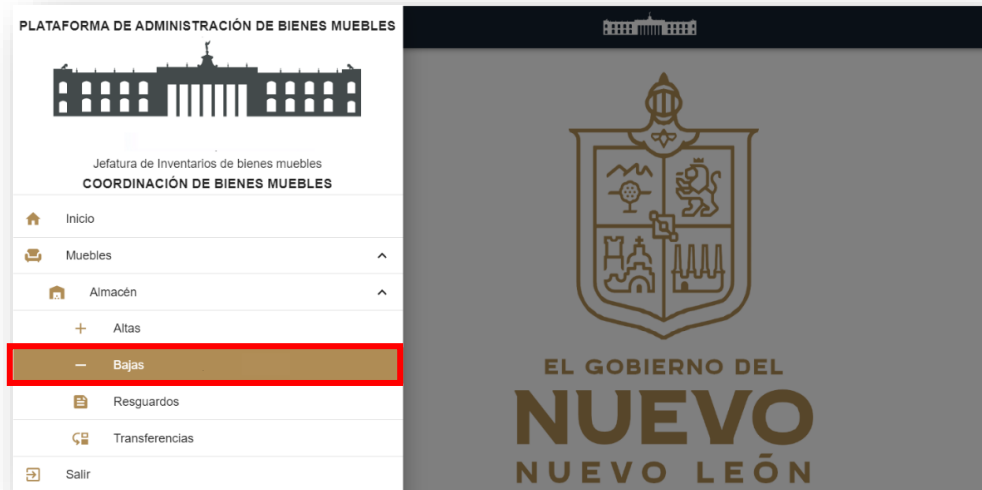 PLATAFORMA DE ADMINISTRACIÓN DE BIENES MUEBLES
Jefatura de Inventarios de bienes muebles
COORDINACIÓN DE BIENES MUEBLES
Inicio
Muebles
Almacén
Altas
Bajas
Resguardos
Transferencias
Salir
EL GOBIERNO DEL
NUEVO
NUEVO LEÓN